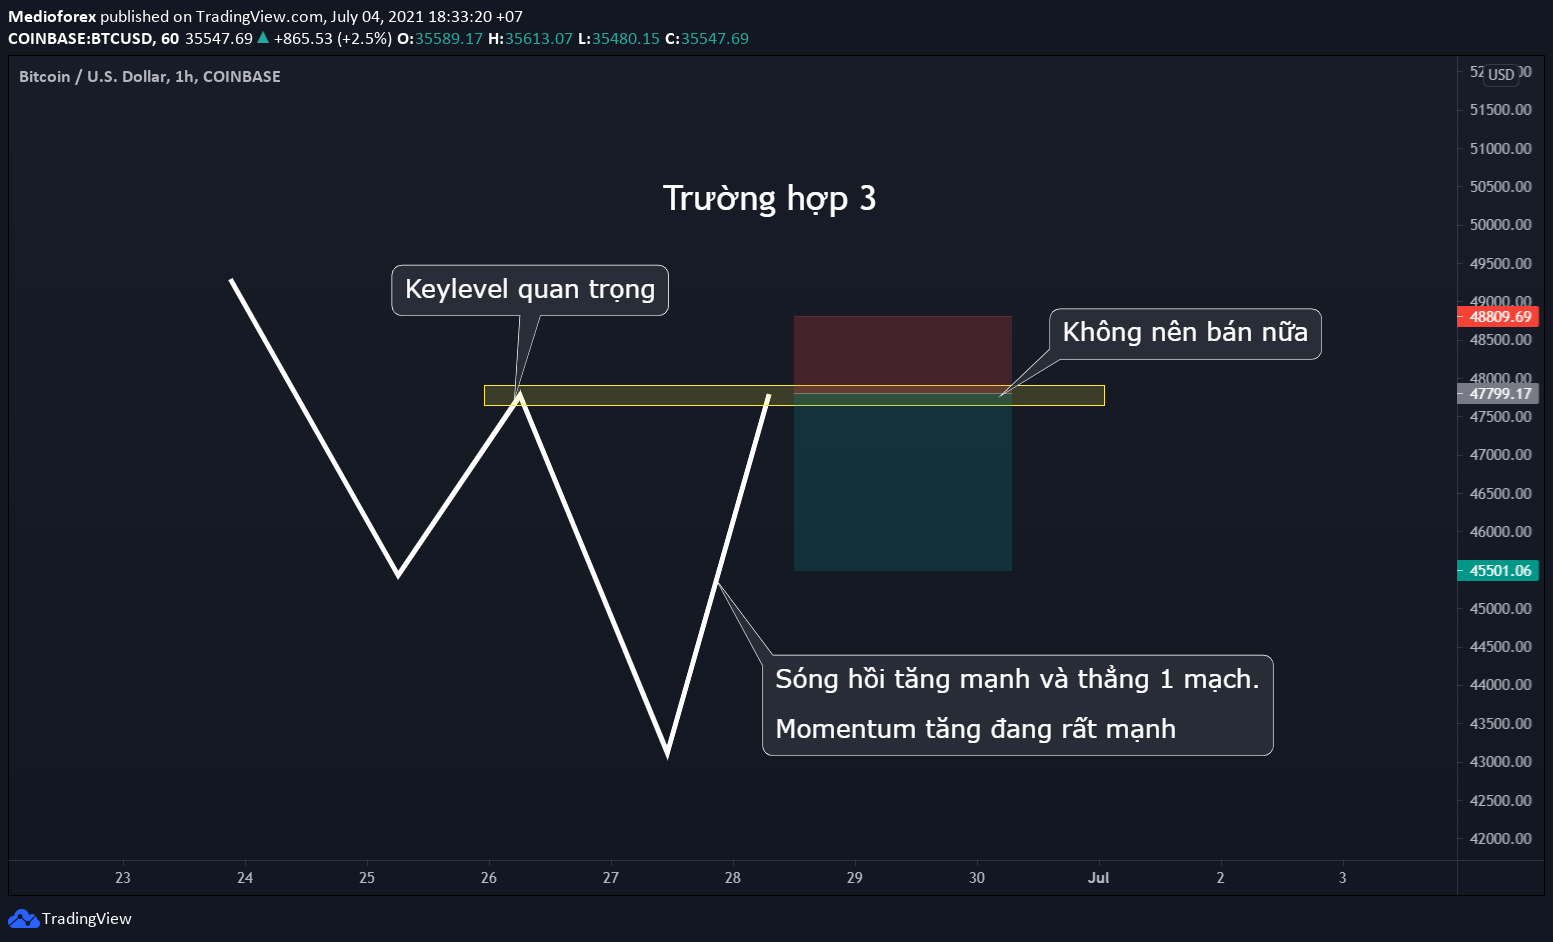 Medioforex published on TradingView.com, July 04, 2021 18:33:20 +07
COINBASE:BTCUSD, 60 35547.69 ▲ +865.53 (+2.5%) O:35589.17 H:35613.07 L:35480.15 C:35547.69
Bitcoin / U.S. Dollar, 1h, COINBASE
USD
51500.00
51000.00
50500.00
50000.00
49500.00
49000.00
48809.69
48500.00
48000.00
47799.17
47500.00
47000.00
46500.00
46000.00
45501.06
45000.00
44500.00
44000.00
43500.00
43000.00
42500.00
42000.00
Trường hợp 3
Keylevel quan trọng
Không nên bán nữa
Sóng hồi tăng mạnh và thẳng 1 mạch.
Momentum tăng đang rất mạnh
23 24 25 26 27 28 29 30 Jul 2 3
TradingView